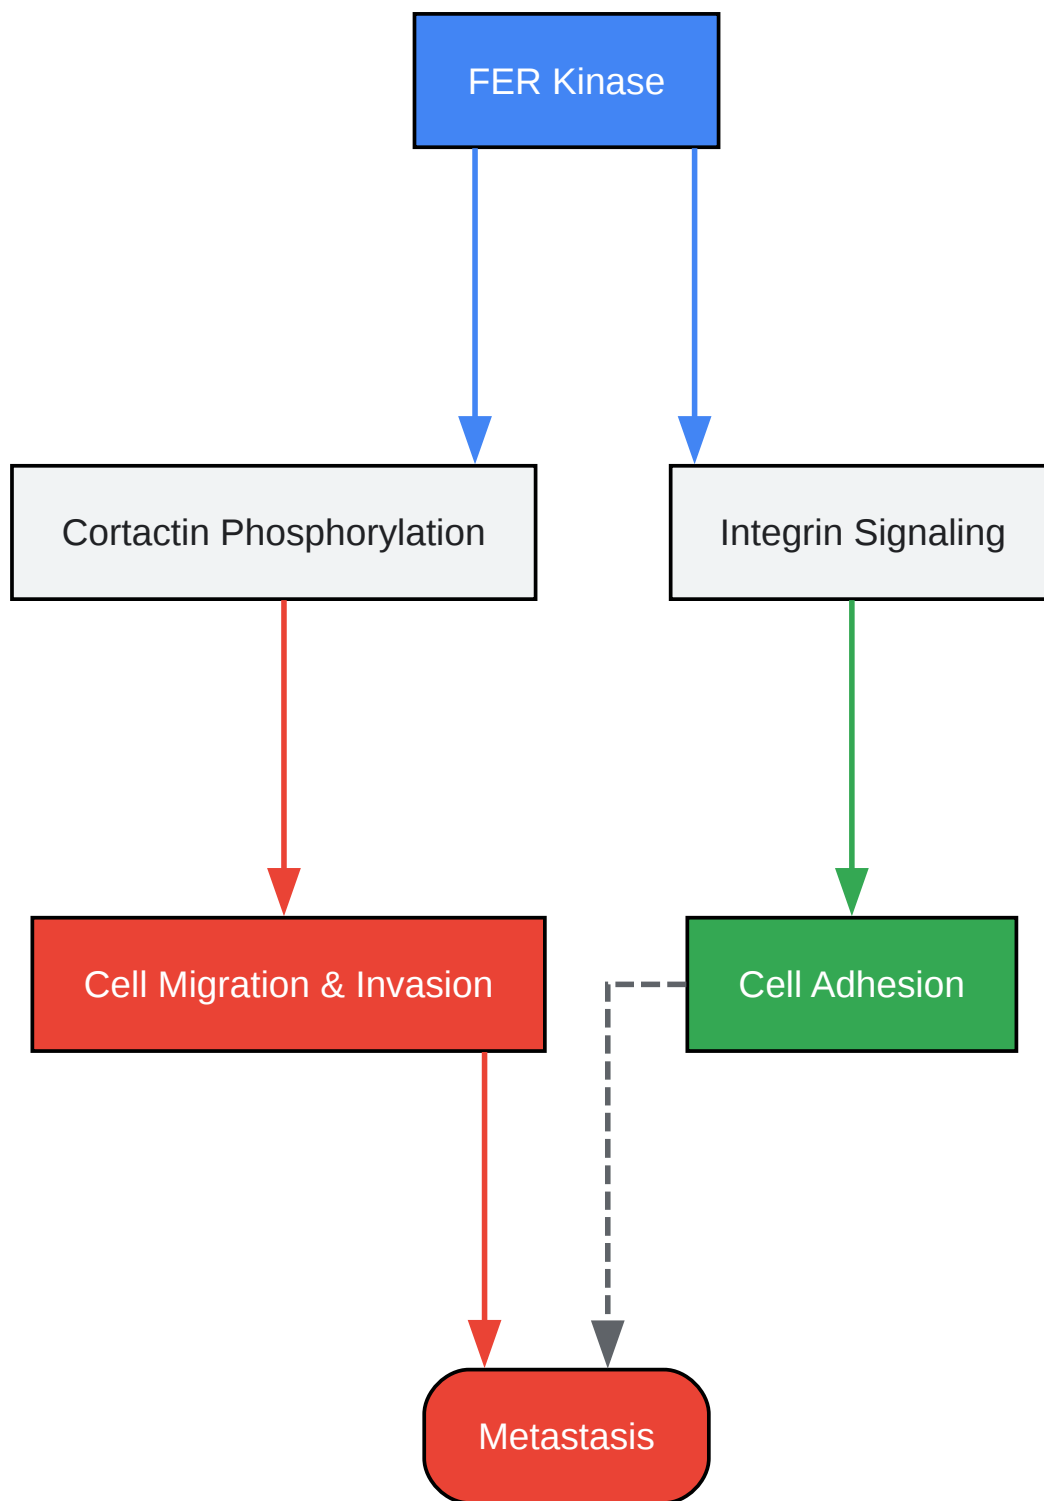 FER Kinase
Cortactin Phosphorylation
Integrin Signaling
Cell Migration & Invasion
Cell Adhesion
Metastasis